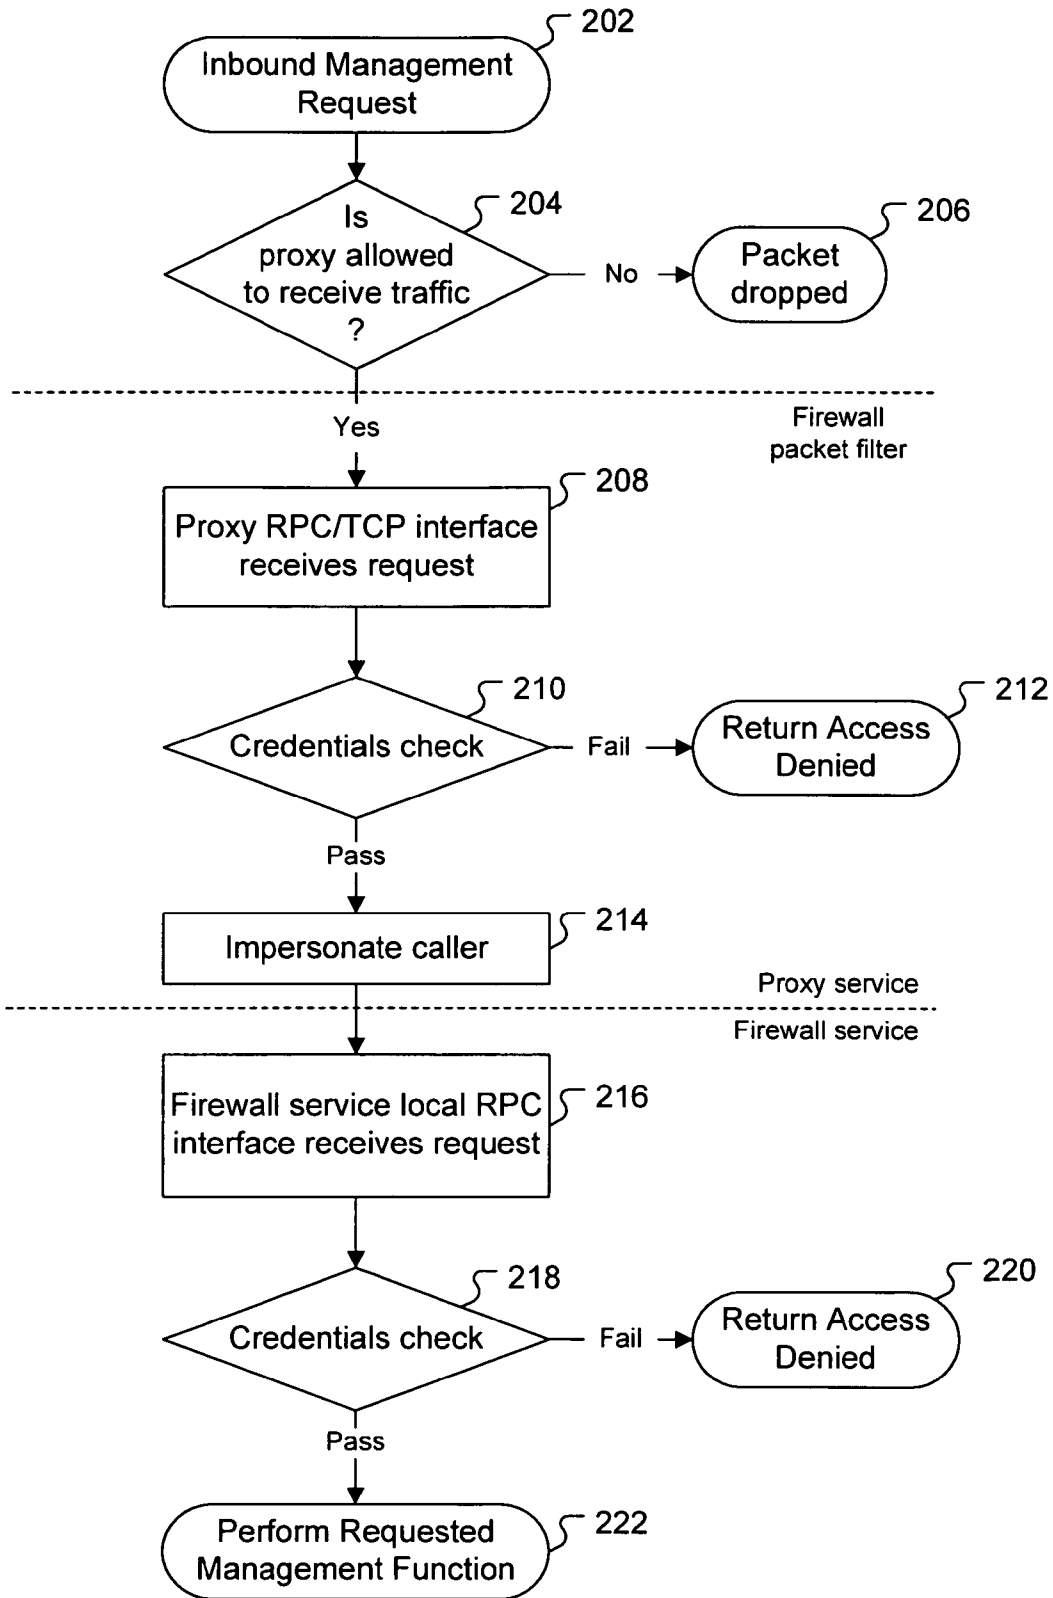 202
Inbound Management
Request
204
Is
proxy allowed
to receive traffic
?
No
206
Packet
dropped
Yes
Firewall
packet filter
208
Proxy RPC/TCP interface
receives request
210
Credentials check
Fail
212
Return Access
Denied
Pass
214
Impersonate caller
Proxy service
Firewall service
216
Firewall service local RPC
interface receives request
218
Credentials check
Fail
220
Return Access
Denied
Pass
222
Perform Requested
Management Function